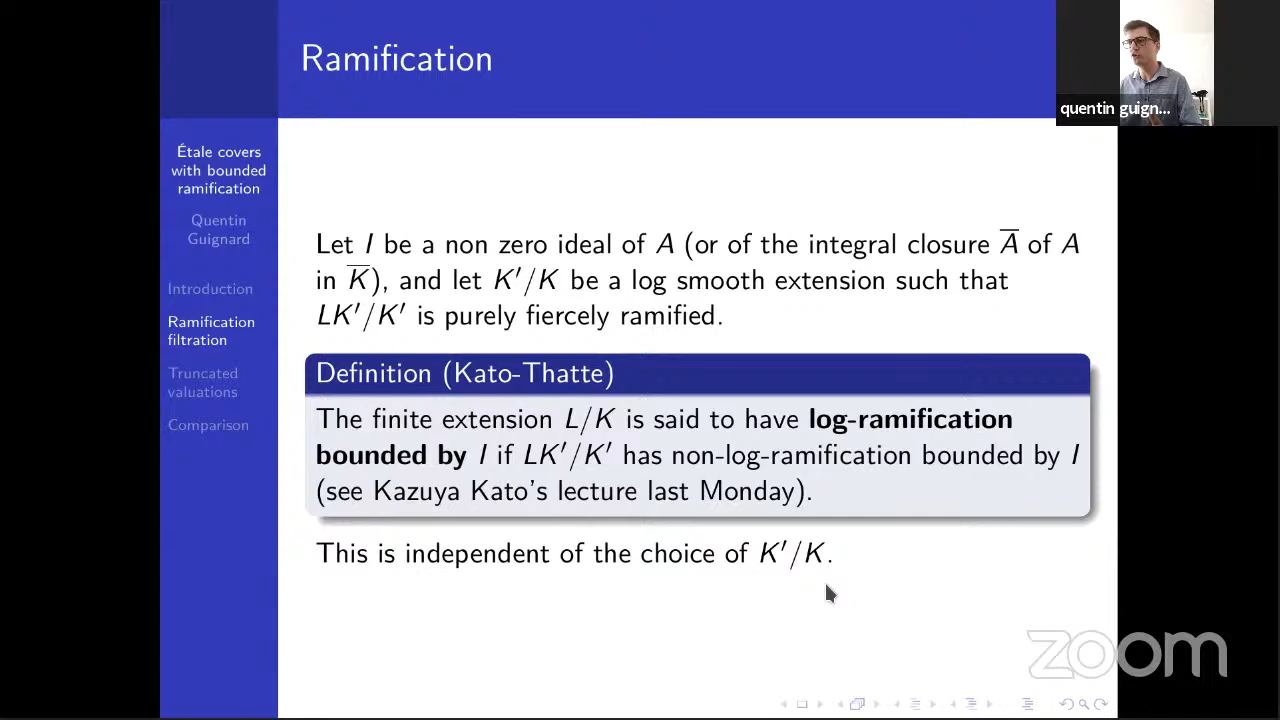 Ramification
quentin guign...
Étale covers
with bounded
ramification
Quentin
Guignard
Introduction
Ramification
filtration
Truncated
valuations
Comparison
Let I be a non zero ideal of A (or of the integral closure A̅ of A
in K̅), and let K′/K be a log smooth extension such that
LK′/K′ is purely fiercely ramified.
Definition (Kato-Thatte)
The finite extension L/K is said to have log-ramification
bounded by I if LK′/K′ has non-log-ramification bounded by I
(see Kazuya Kato's lecture last Monday).
This is independent of the choice of K′/K.
zoom